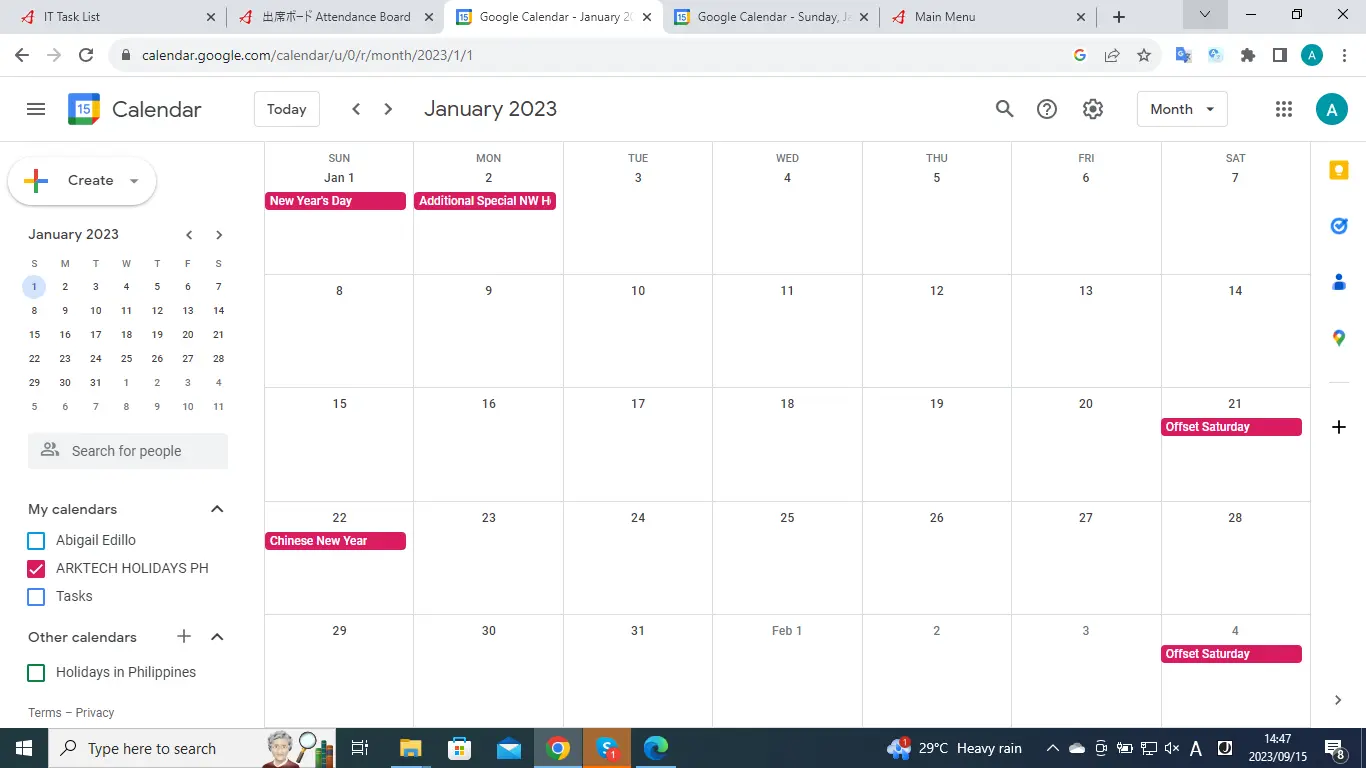 IT Task List
出席ボード Attendance Board
Google Calendar - January 20
Google Calendar - Sunday, Ja
Main Menu
calendar.google.com/calendar/u/0/r/month/2023/1/1
A
15 Calendar
Today
January 2023
Month
A
Create
January 2023
S M T W T F S
1 2 3 4 5 6 7
8 9 10 11 12 13 14
15 16 17 18 19 20 21
22 23 24 25 26 27 28
29 30 31 1 2 3 4
5 6 7 8 9 10 11
Search for people
My calendars
Abigail Edillo
ARKTECH HOLIDAYS PH
Tasks
Other calendars
Holidays in Philippines
Terms – Privacy
SUN MON TUE WED THU FRI SAT
Jan 1 2 3 4 5 6 7
New Year's Day
Additional Special NW H
8 9 10 11 12 13 14
15 16 17 18 19 20 21
Offset Saturday
22 23 24 25 26 27 28
Chinese New Year
29 30 31 Feb 1 2 3 4
Offset Saturday
Type here to search
1
1
29°C Heavy rain
A
14:47
2023/09/15
8